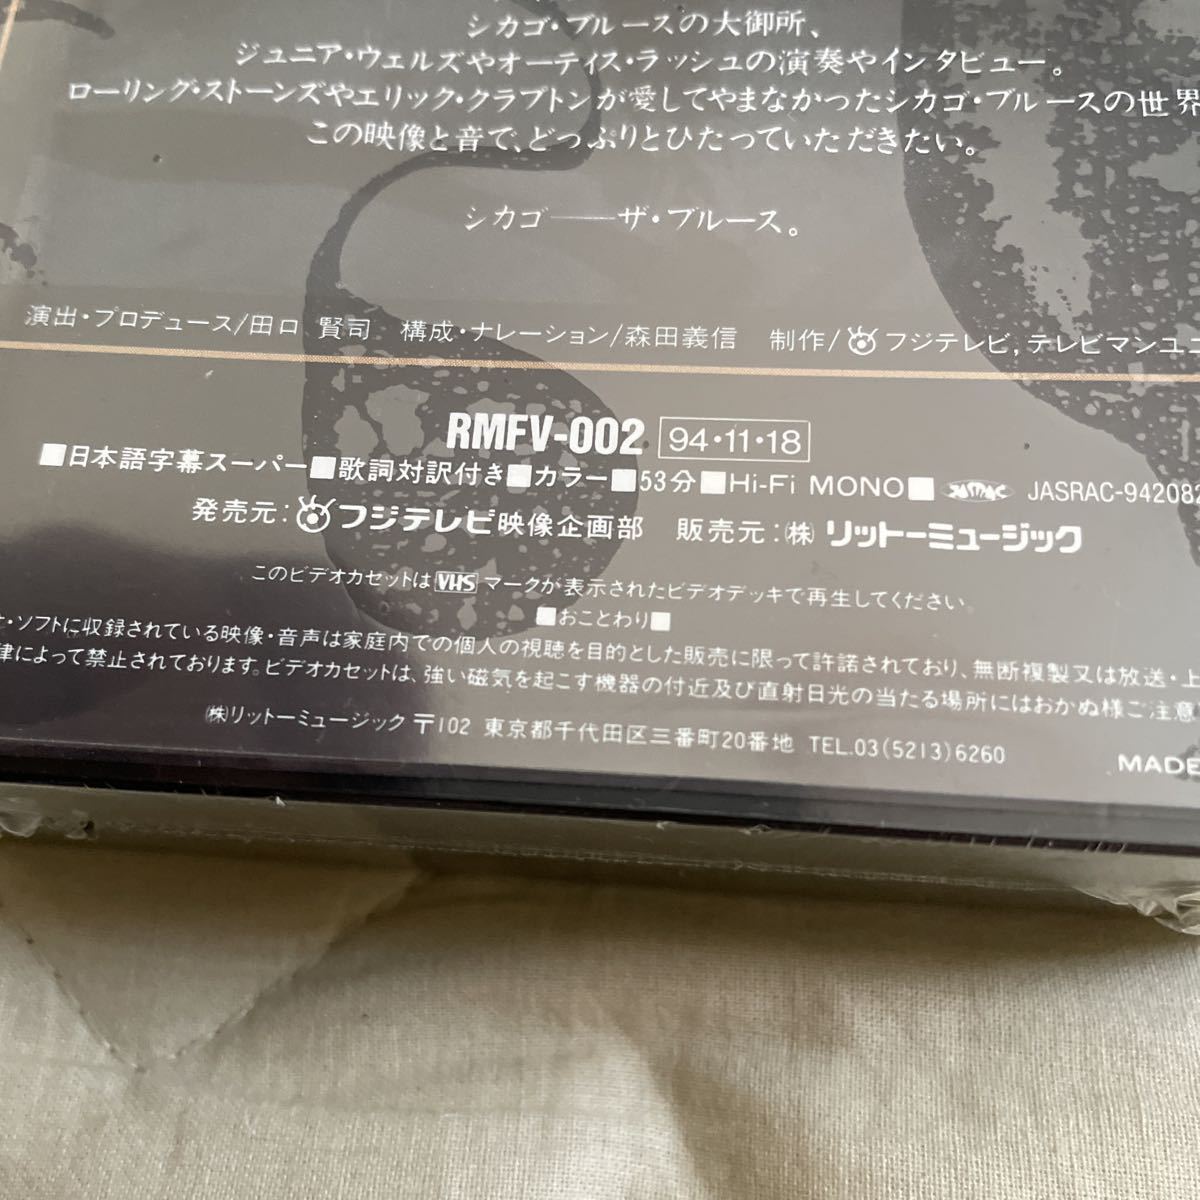 シカゴ・ブルースの大御所、
ジュニア・ウェルズやオーティス・ラッシュの演奏やインタビュー。
ローリング・ストーンズやエリック・クラプトンが愛してやまなかったシカゴ・ブルースの世界
この映像と音で、どっぷりとひたっていただきたい。
シカゴ――ザ・ブルース。
演出・プロデュース/田口 賢司 構成・ナレーション/森田義信 制作/フジテレビ, テレビマンユニ
RMFV-002 94・11・18
■日本語字幕スーパー■歌詞対訳付き■カラー■53分■Hi-Fi MONO■ JASRAC-942082
発売元:フジテレビ映像企画部 販売元:㈱リットーミュージック
このビデオカセットはVHSマークが表示されたビデオデッキで再生してください。
■おことわり■
・ソフトに収録されている映像・音声は家庭内での個人の視聴を目的とした販売に限って許諾されており、無断複製又は放送・上
律によって禁止されております。ビデオカセットは、強い磁気を起こす機器の付近及び直射日光の当たる場所にはおかぬ様ご注意
㈱リットーミュージック 〒102 東京都千代田区三番町20番地 TEL.03(5213)6260
MADE